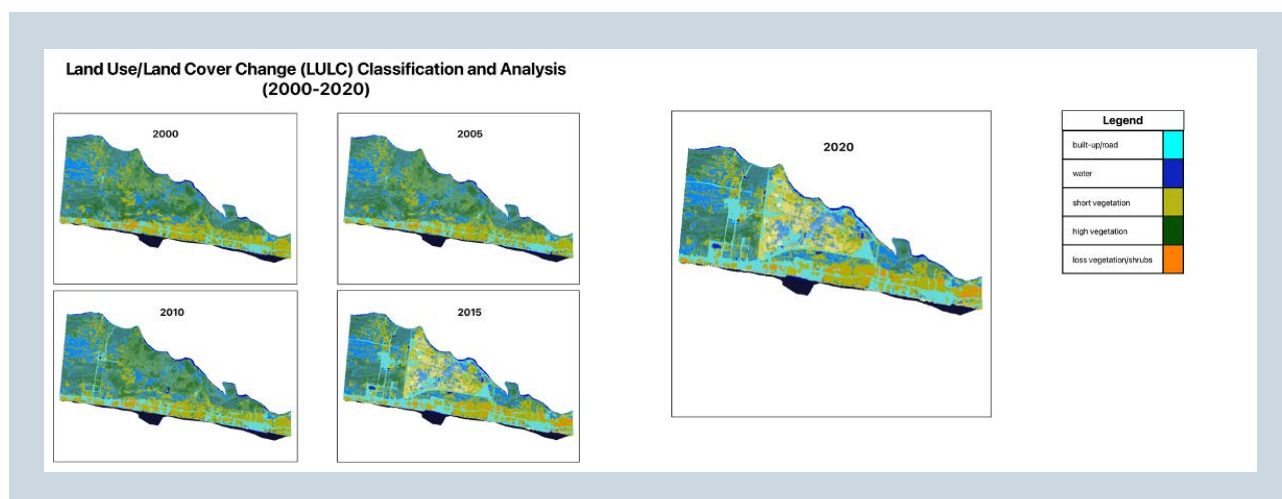 Land Use/Land Cover Change (LULC) Classification and Analysis
(2000-2020)
2000
2005
2010
2015
2020
Legend
built-up/road
water
short vegetation
high vegetation
loss vegetation/shrubs